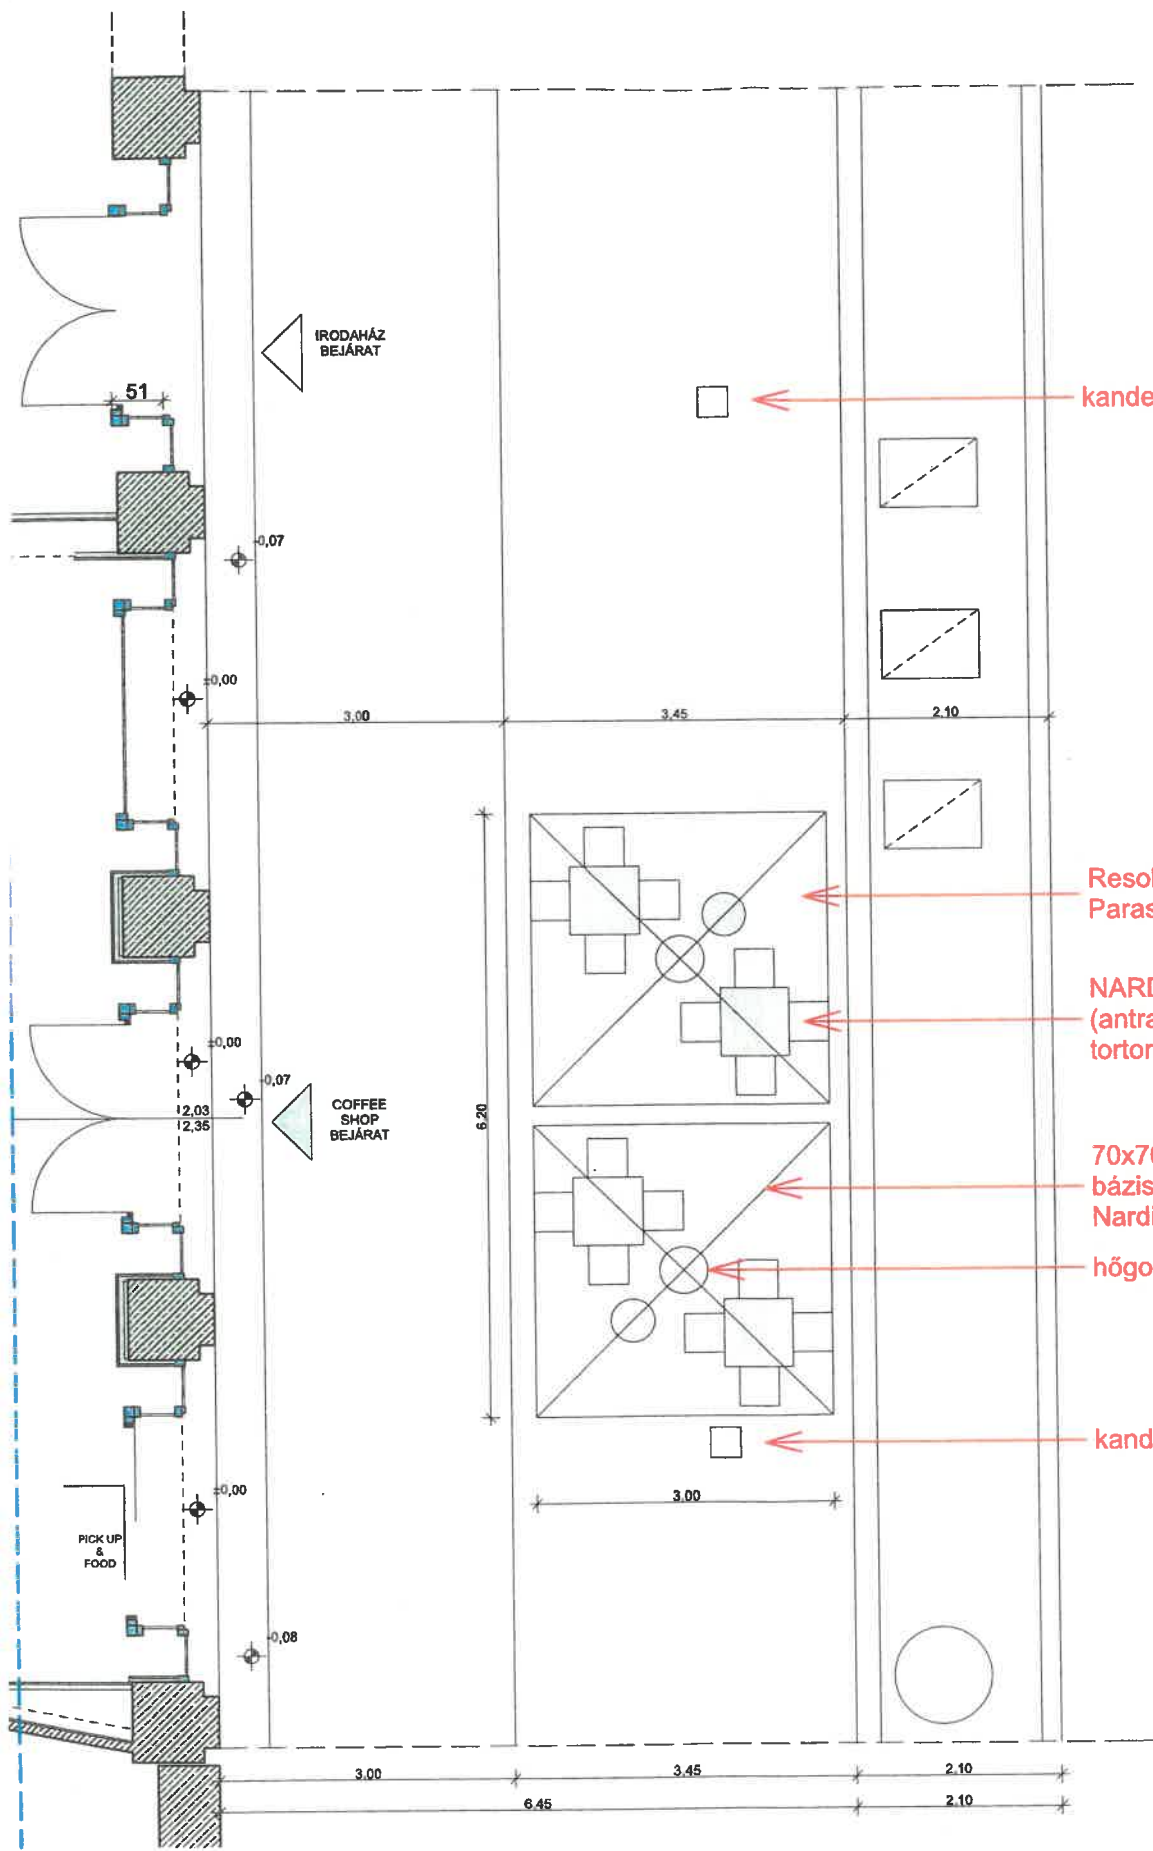 IRODAHÁZ
BEJÁRAT
51
kande
-0,07
±0,00
3,00
3,45
2,10
Resol
Paras
NARD
(antra
tortor
±0,00
-0,07
2,03
2,35
COFFEE
SHOP
BEJÁRAT
6,20
70x70
bázis
Nardi
hőgo
kand
3,00
±0,00
PICK UP
&
FOOD
-0,08
3,00
3,45
2,10
6,45
2,10